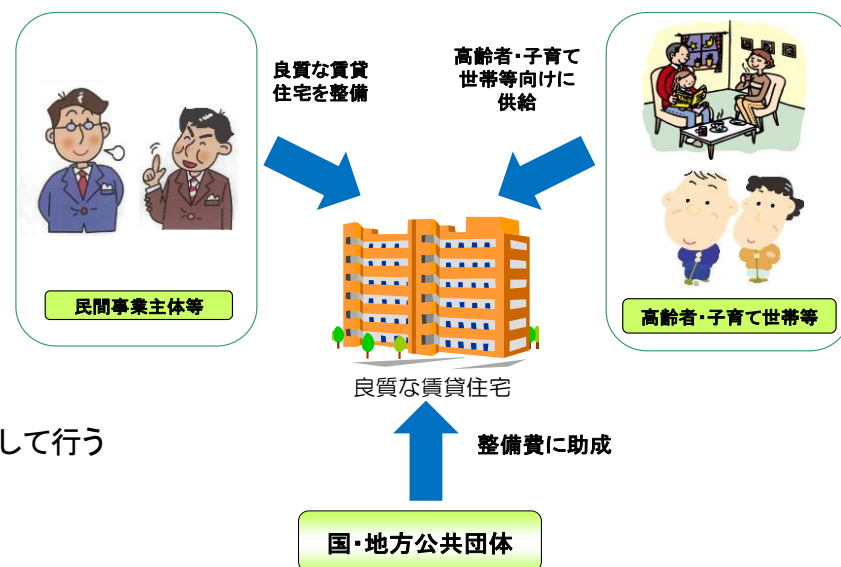 良質な賃貸
住宅を整備
高齢者・子育て
世帯等向けに
供給
民間事業主体等
高齢者・子育て世帯等
良質な賃貸住宅
して行う
整備費に助成
国・地方公共団体